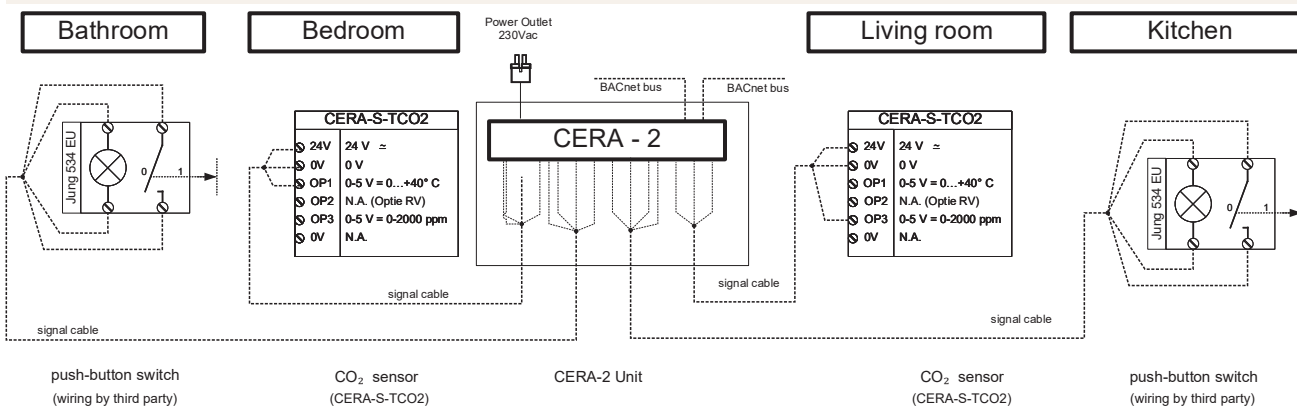 Bathroom
Bedroom
Power Outlet
230Vac
Living room
Kitchen
BACnet bus
BACnet bus
Jung 534 EU
0
1
CERA-S-TCO2
24V 24 V ≃
0V 0 V
OP1 0-5 V = 0...+40° C
OP2 N.A. (Optie RV)
OP3 0-5 V = 0-2000 ppm
0V N.A.
CERA - 2
CERA-S-TCO2
24V 24 V ≃
0V 0 V
OP1 0-5 V = 0...+40° C
OP2 N.A. (Optie RV)
OP3 0-5 V = 0-2000 ppm
0V N.A.
Jung 534 EU
0
1
signal cable
signal cable
signal cable
signal cable
push-button switch
(wiring by third party)
CO₂ sensor
(CERA-S-TCO2)
CERA-2 Unit
CO₂ sensor
(CERA-S-TCO2)
push-button switch
(wiring by third party)